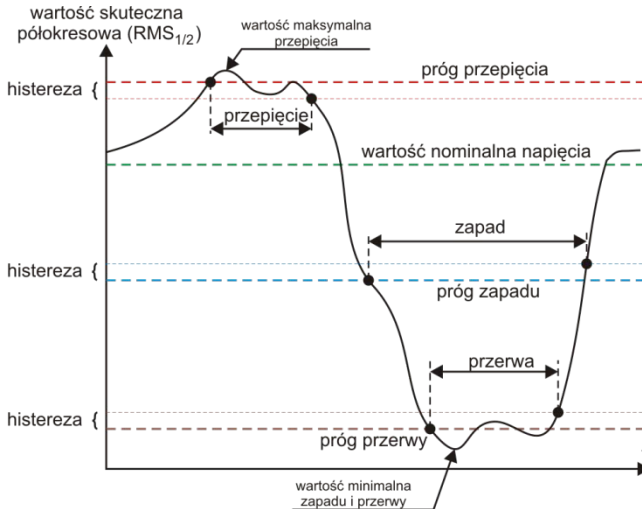 wartość skuteczna
półokresowa (RMS1/2)
wartość maksymalna
przepięcia
próg przepięcia
histereza {
przepięcie
wartość nominalna napięcia
zapad
histereza {
próg zapadu
przerwa
histereza {
próg przerwy
wartość minimalna
zapadu i przerwy